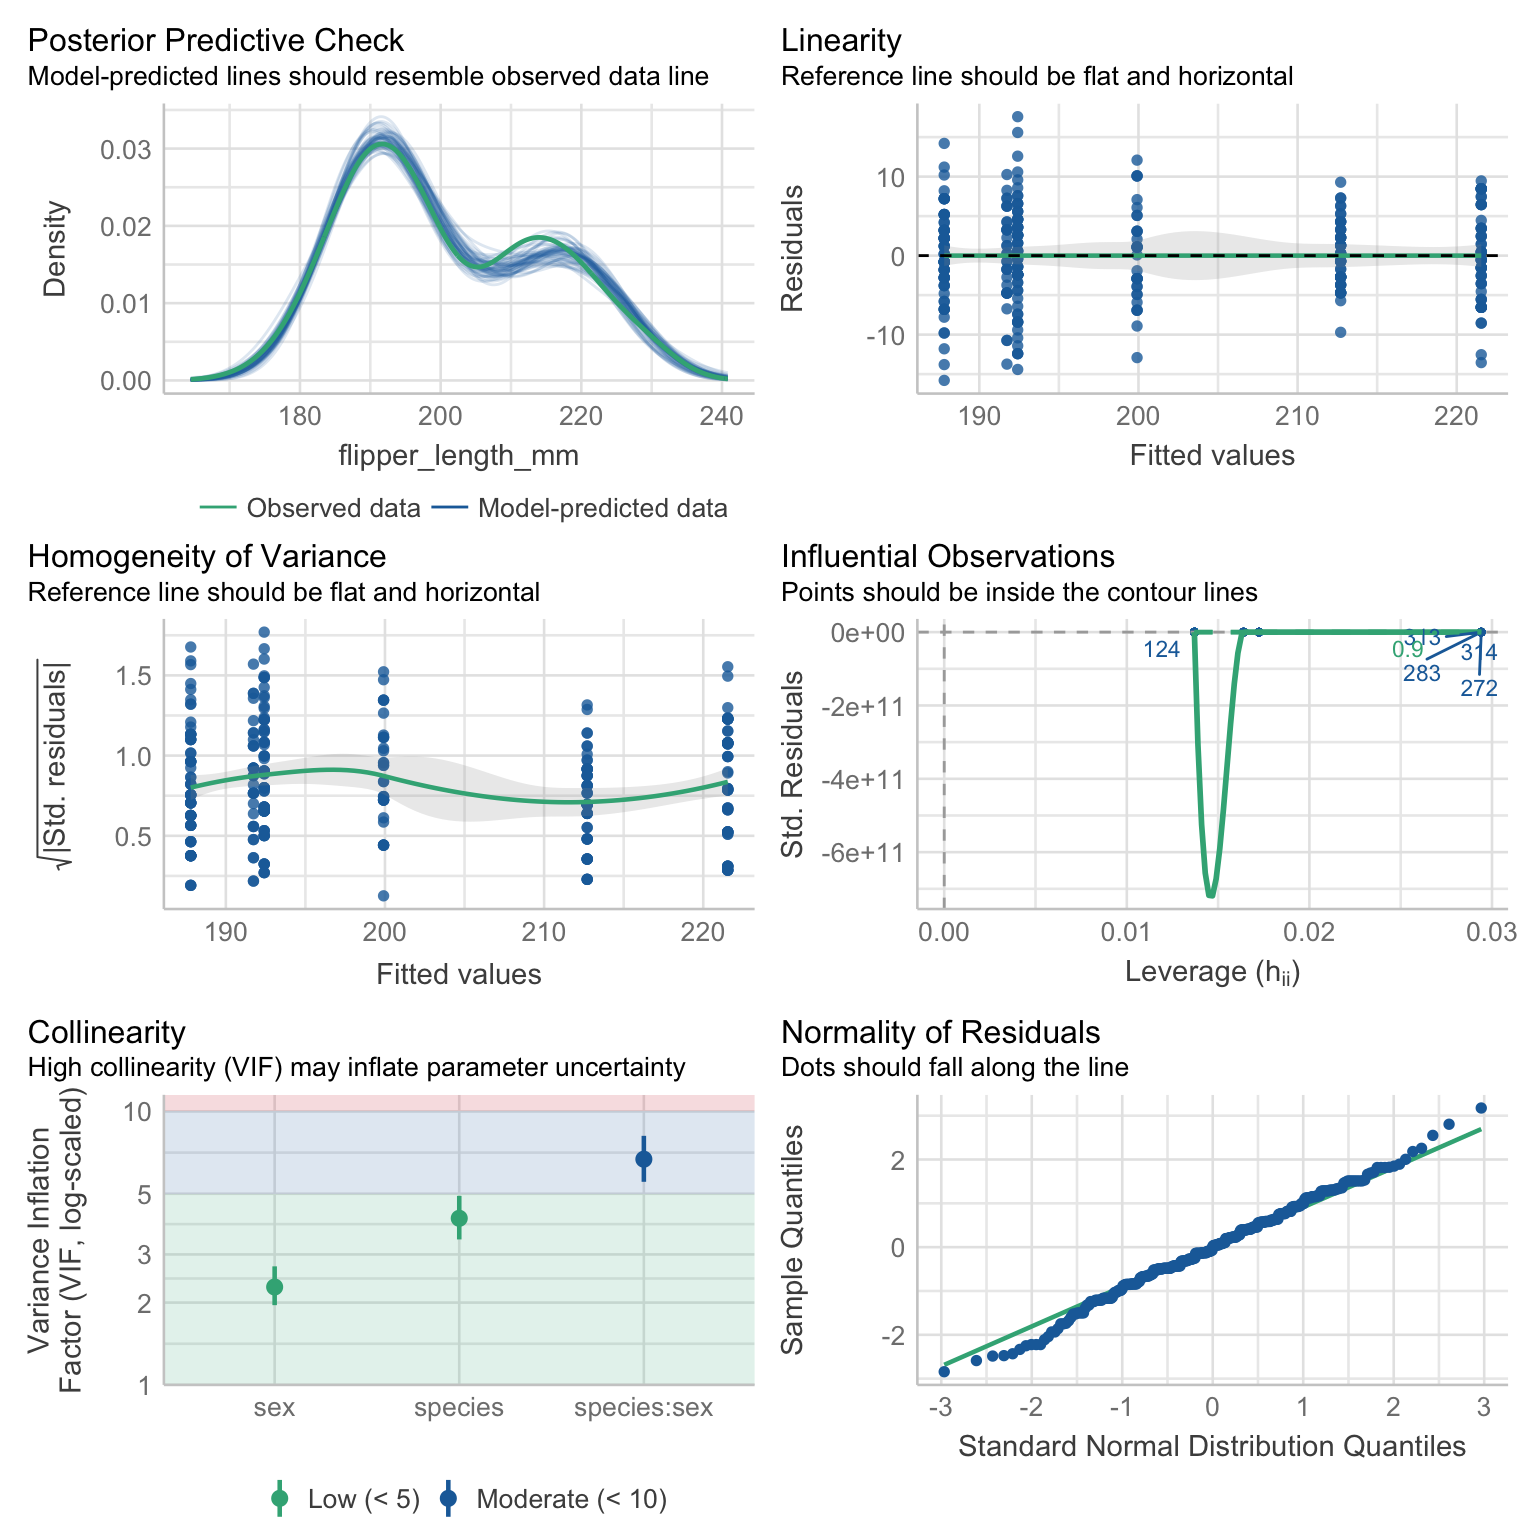 Posterior Predictive Check
Model-predicted lines should resemble observed data line
Density
0.03
0.02
0.01
0.00
180 200 220 240
flipper_length_mm
Observed data Model-predicted data
Linearity
Reference line should be flat and horizontal
Residuals
10
0
-10
190 200 210 220
Fitted values
Homogeneity of Variance
Reference line should be flat and horizontal
√|Std. residuals|
1.5
1.0
0.5
190 200 210 220
Fitted values
Influential Observations
Points should be inside the contour lines
Std. Residuals
0e+00
-2e+11
-4e+11
-6e+11
124
313
0.9
314
283
272
0.00 0.01 0.02 0.03
Leverage (hii)
Collinearity
High collinearity (VIF) may inflate parameter uncertainty
Variance Inflation
Factor (VIF, log-scaled)
10
5
3
2
1
sex species species:sex
Low (< 5) Moderate (< 10)
Normality of Residuals
Dots should fall along the line
Sample Quantiles
2
0
-2
-3 -2 -1 0 1 2 3
Standard Normal Distribution Quantiles